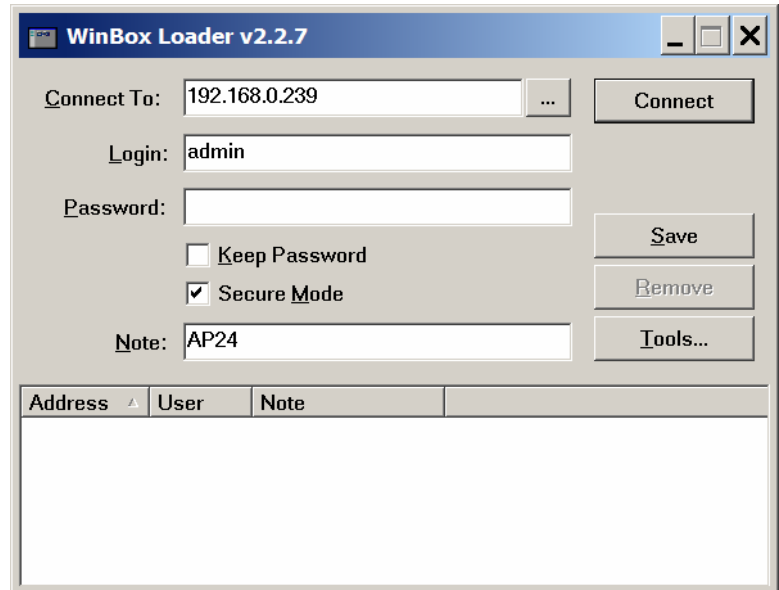 WinBox Loader v2.2.7
Connect To: 192.168.0.239 ... Connect
Login: admin
Password:
Keep Password
Save
Secure Mode
Remove
Note: AP24
Tools...
Address User Note